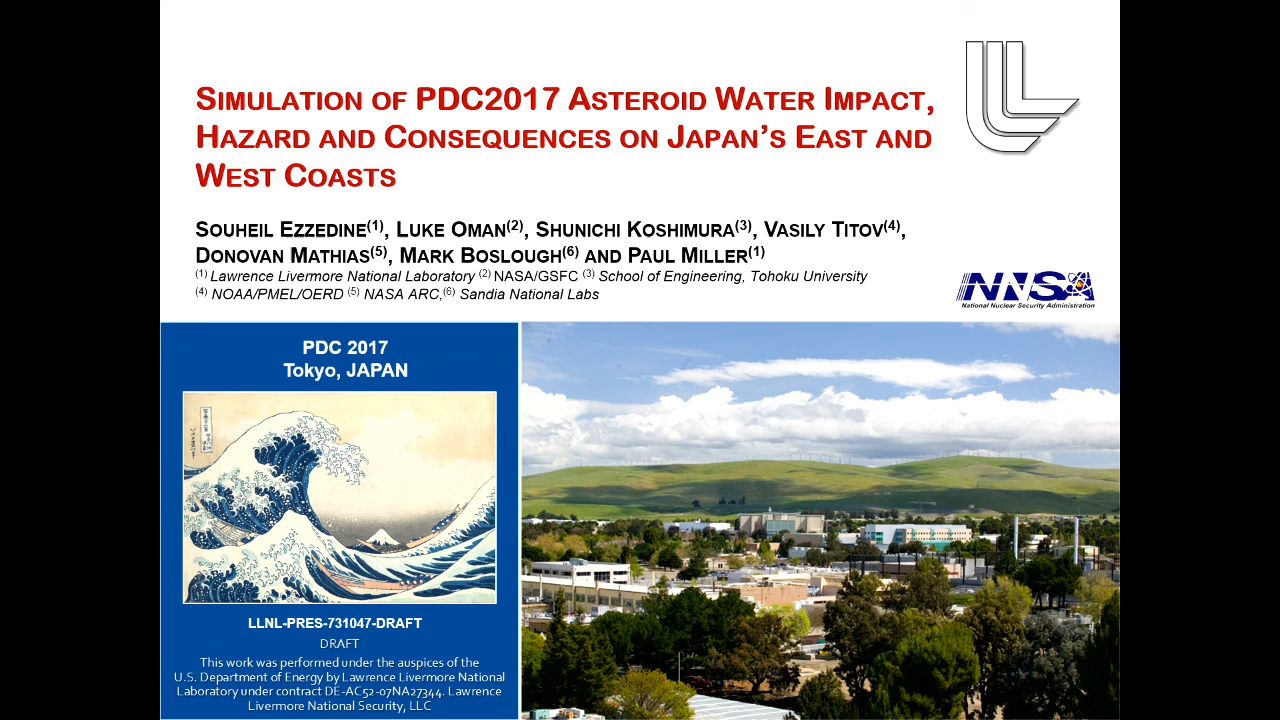 SIMULATION OF PDC2017 ASTEROID WATER IMPACT,
HAZARD AND CONSEQUENCES ON JAPAN'S EAST AND
WEST COASTS
SOUHEIL EZZEDINE(1), LUKE OMAN(2), SHUNICHI KOSHIMURA(3), VASILY TITOV(4),
DONOVAN MATHIAS(5), MARK BOSLOUGH(6) AND PAUL MILLER(1)
(1) Lawrence Livermore National Laboratory (2) NASA/GSFC (3) School of Engineering, Tohoku University
(4) NOAA/PMEL/OERD (5) NASA ARC,(6) Sandia National Labs
NNSA
National Nuclear Security Administration
PDC 2017
Tokyo, JAPAN
LLNL-PRES-731047-DRAFT
DRAFT
This work was performed under the auspices of the
U.S. Department of Energy by Lawrence Livermore National
Laboratory under contract DE-AC52-07NA27344. Lawrence
Livermore National Security, LLC